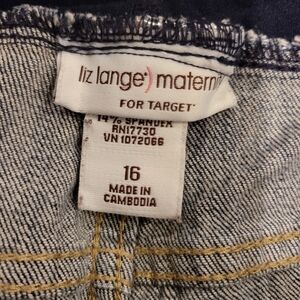 liz lange) matern
FOR TARGET
14% SPANDEX
RN17730
VN 1072066
16
MADE IN
CAMBODIA